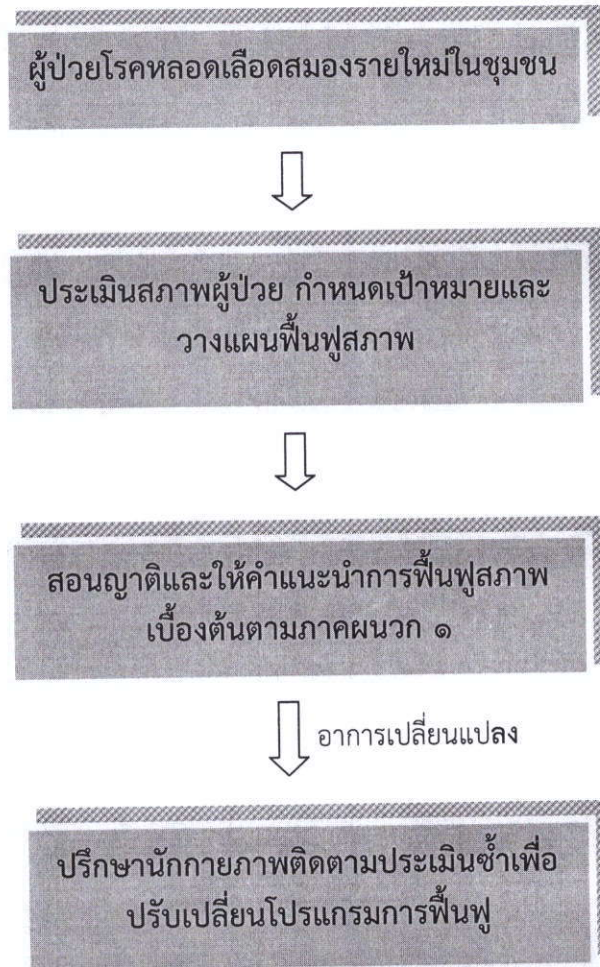 ผู้ป่วยโรคหลอดเลือดสมองรายใหม่ในชุมชน
ประเมินสภาพผู้ป่วย กำหนดเป้าหมายและ
วางแผนฟื้นฟูสภาพ
สอนญาติและให้คำแนะนำการฟื้นฟูสภาพ
เบื้องต้นตามภาคผนวก ๑
อาการเปลี่ยนแปลง
ปรึกษานักกายภาพติดตามประเมินซ้ำเพื่อ
ปรับเปลี่ยนโปรแกรมการฟื้นฟู